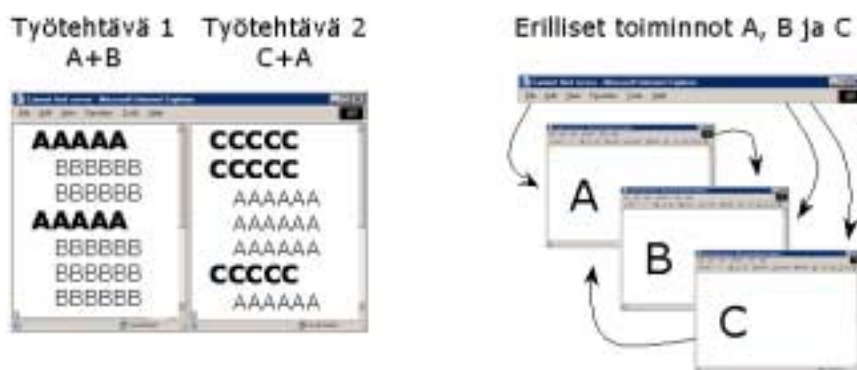 Työtehtävä 1
A+B
Työtehtävä 2
C+A
AAAAA
BBBBBB
BBBBBB
AAAAA
BBBBBB
BBBBBB
BBBBBB
CCCCC
CCCCC
AAAAAA
AAAAAA
AAAAAA
CCCCC
AAAAAA
Erilliset toiminnot A, B ja C
A
B
C